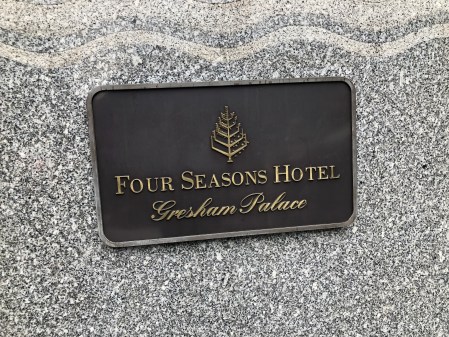 Four Seasons Hotel
Gresham Palace